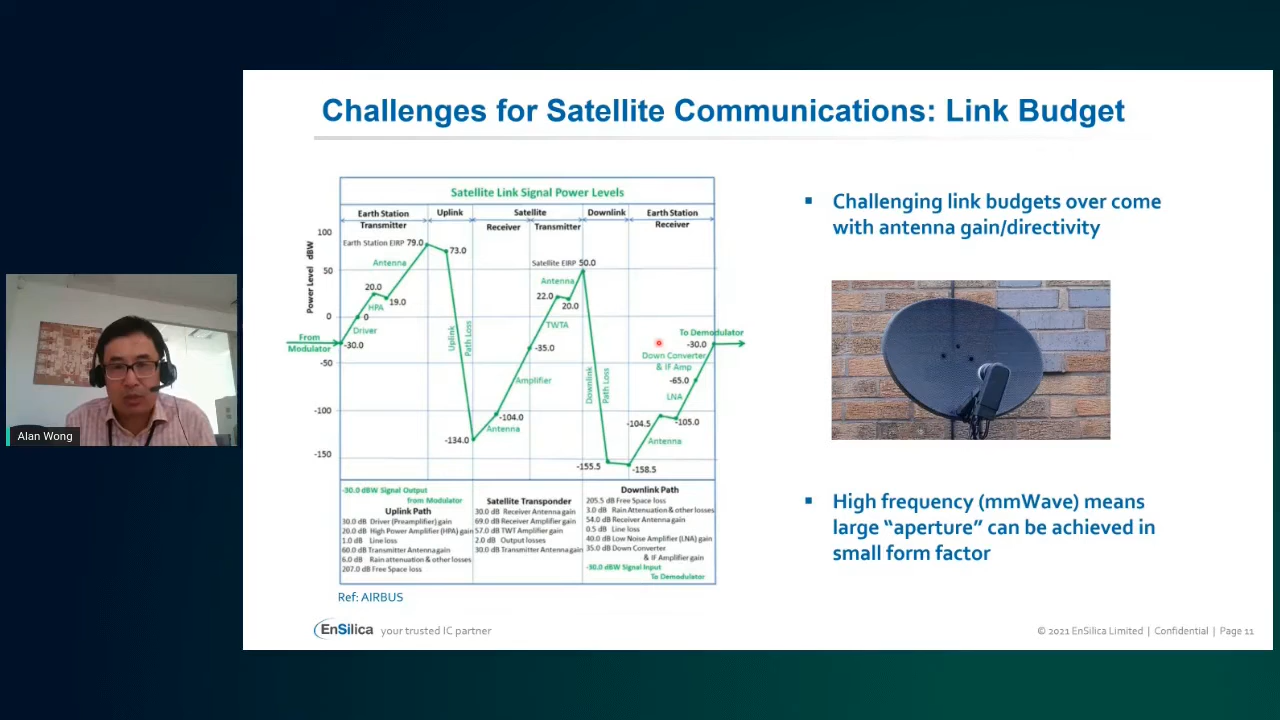 Challenges for Satellite Communications: Link Budget
Satellite Link Signal Power Levels
Earth Station
Transmitter
Uplink
Satellite
Receiver
Transmitter
Downlink
Earth Station
Receiver
Power Level dBW
100
50
0
-50
-100
-150
From
Modulator
-30.0
Driver
0
HPA
20.0
19.0
Antenna
Earth Station EIRP 79.0
73.0
Uplink
Path Loss
-134.0
Antenna
-104.0
Amplifier
-35.0
TWTA
22.0
20.0
Antenna
Satellite EIRP 50.0
Downlink
Path Loss
-155.5
-158.5
Antenna
-104.5
-105.0
LNA
-65.0
Down Converter
& IF Amp
-30.0
To Demodulator
-30.0 dBW Signal Output
from Modulator
Uplink Path
30.0 dB Driver (Preamplifier) gain
20.0 dB High Power Amplifier (HPA) gain
1.0 dB Line loss
60.0 dB Transmitter Antenna gain
6.0 dB Rain attenuation & other losses
207.0 dB Free Space loss
Satellite Transponder
30.0 dB Receiver Antenna gain
69.0 dB Receiver Amplifier gain
57.0 dB TWT Amplifier gain
2.0 dB Output losses
30.0 dB Transmitter Antenna gain
Downlink Path
205.5 dB Free Space loss
3.0 dB Rain Attenuation & other losses
54.0 dB Receiver Antenna gain
0.5 dB Line loss
40.0 dB Low Noise Amplifier (LNA) gain
35.0 dB Down Converter
& IF Amplifier gain
-30.0 dBW Signal Input
To Demodulator
Ref: AIRBUS
▪ Challenging link budgets over come
with antenna gain/directivity
▪ High frequency (mmWave) means
large “aperture” can be achieved in
small form factor
EnSilica your trusted IC partner
© 2021 EnSilica Limited | Confidential | Page 11
Alan Wong